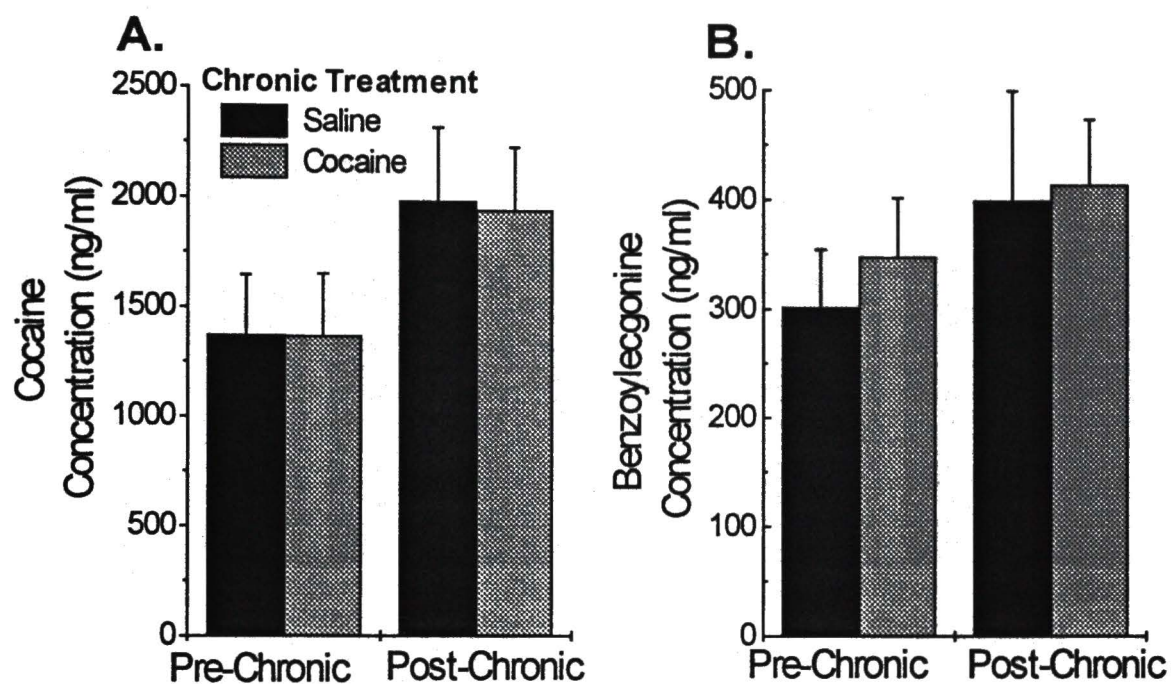 A.
Chronic Treatment
Saline
Cocaine
Cocaine
Concentration (ng/ml)
2500
2000
1500
1000
500
0
Pre-Chronic
Post-Chronic
B.
Benzoylecgonine
Concentration (ng/ml)
500
400
300
200
100
0
Pre-Chronic
Post-Chronic